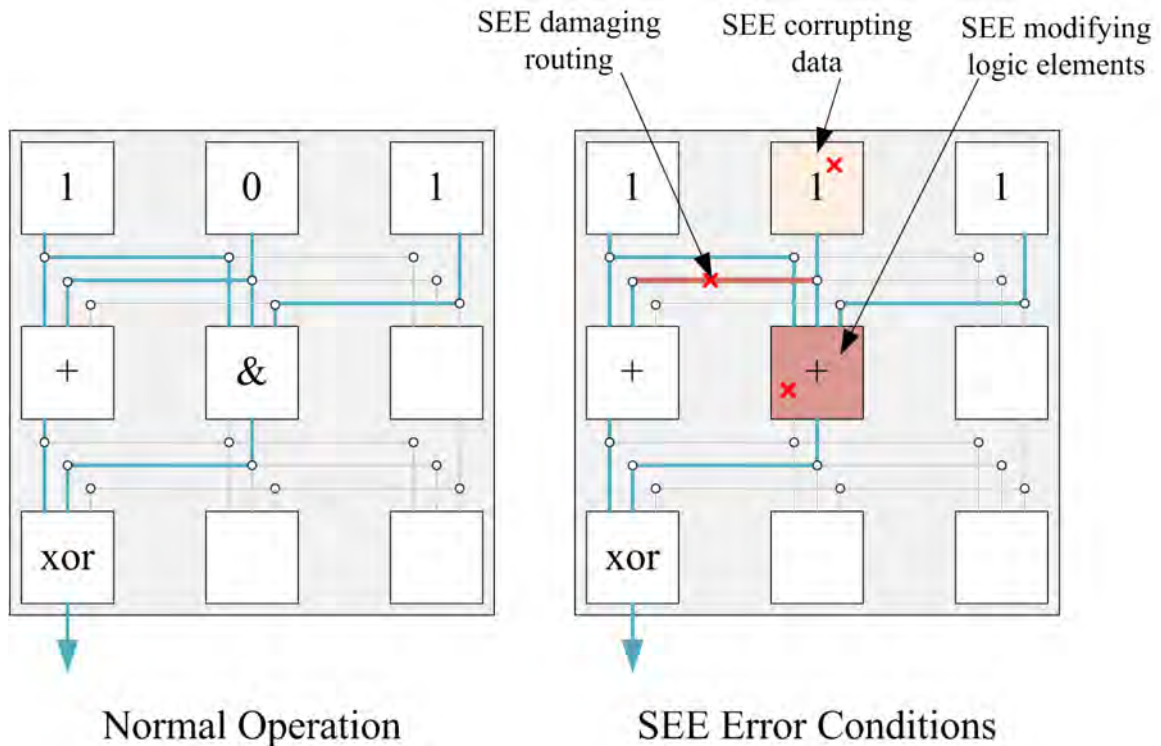 SEE damaging
routing
SEE corrupting
data
SEE modifying
logic elements
1 0 1
+ &
xor
1 1 1
+ +
xor
Normal Operation
SEE Error Conditions